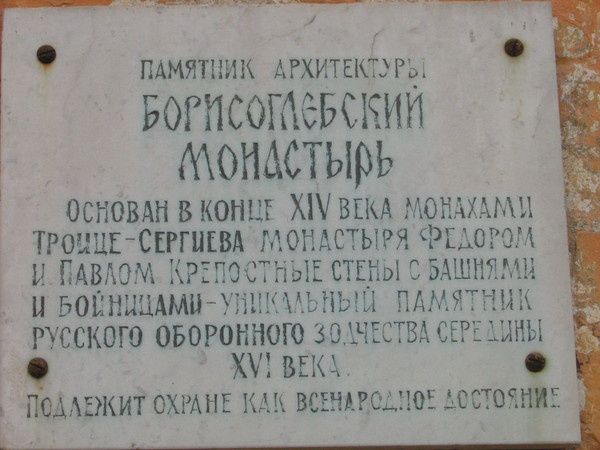 ПАМЯТНИК АРХИТЕКТУРЫ
БОРИСОГЛЕБСКИЙ
МОНАСТЫРЬ
ОСНОВАН В КОНЦЕ XIV ВЕКА МОНАХАМИ
ТРОИЦЕ-СЕРГИЕВА МОНАСТЫРЯ ФЕДОРОМ
И ПАВЛОМ КРЕПОСТНЫЕ СТЕНЫ С БАШНЯМИ
И БОЙНИЦАМИ-УНИКАЛЬНЫЙ ПАМЯТНИК
РУССКОГО ОБОРОННОГО ЗОДЧЕСТВА СЕРЕДИНЫ
XVI ВЕКА.
ПОДЛЕЖИТ ОХРАНЕ КАК ВСЕНАРОДНОЕ ДОСТОЯНИЕ